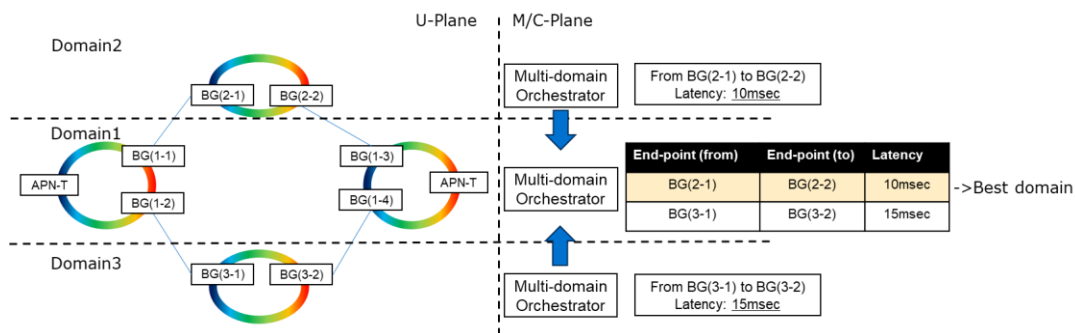 U-Plane
M/C-Plane
Domain2
BG(2-1)
BG(2-2)
Multi-domain
Orchestrator
From BG(2-1) to BG(2-2)
Latency: 10msec
Domain1
BG(1-1)
APN-T
BG(1-2)
BG(1-3)
APN-T
BG(1-4)
Multi-domain
Orchestrator
End-point (from) End-point (to) Latency
BG(2-1) BG(2-2) 10msec
BG(3-1) BG(3-2) 15msec
->Best domain
Domain3
BG(3-1)
BG(3-2)
Multi-domain
Orchestrator
From BG(3-1) to BG(3-2)
Latency: 15msec